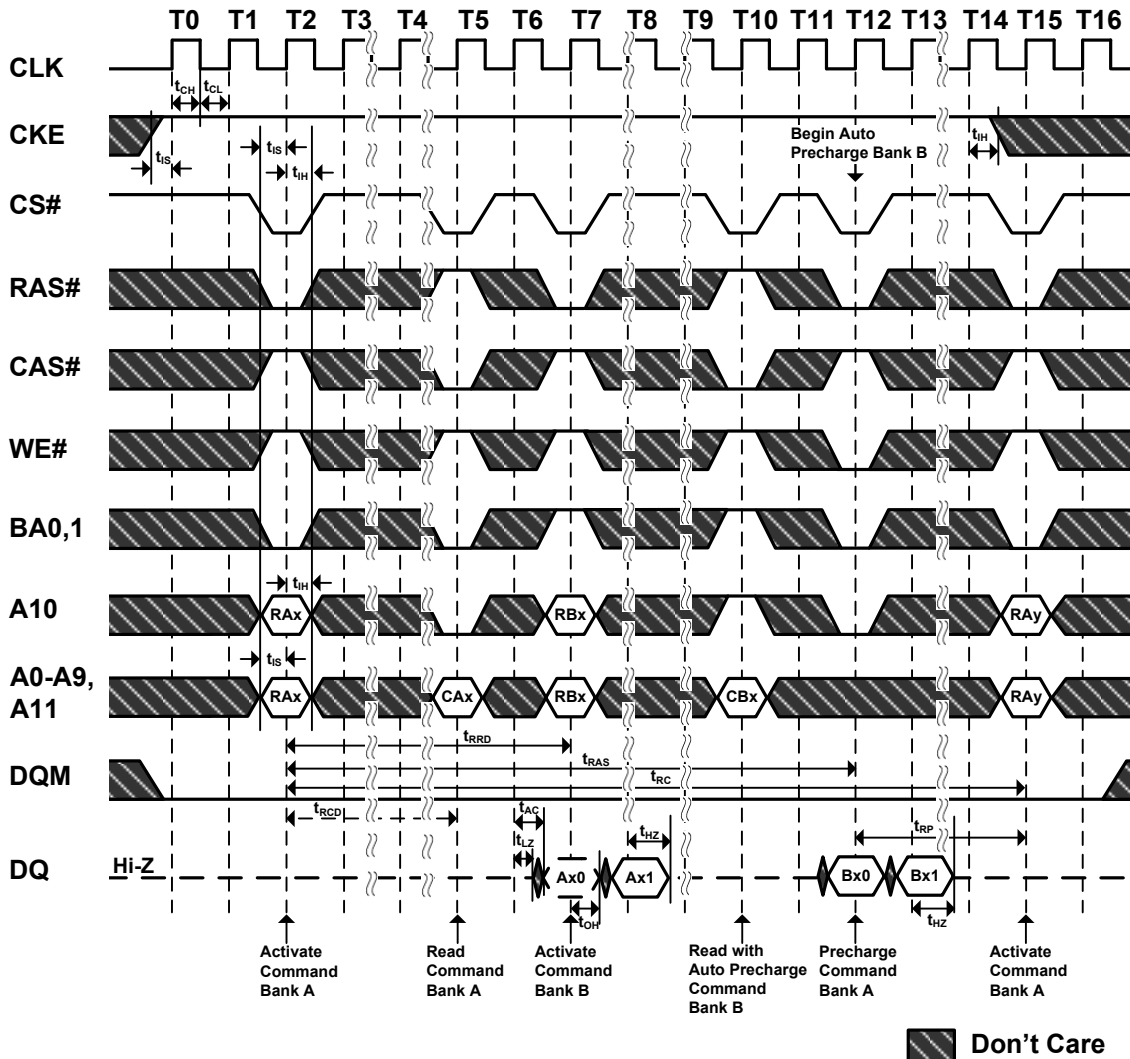 T0 T1 T2 T3 T4 T5 T6 T7 T8 T9 T10 T11 T12 T13 T14 T15 T16
CLK
tCH tCL
CKE
tIS
tIS
tIH
Begin Auto
Precharge Bank B
tIH
CS#
RAS#
CAS#
WE#
BA0,1
tIH
A10
RAx RBx RAy
tIS
A0-A9,
A11
RAx CAx RBx CBx RAy
tRRD
tRAS
DQM
tRC
tRCD
tAC
tLZ
tHZ
tRP
DQ
Hi-Z
Ax0 Ax1 Bx0 Bx1
tOH
tHZ
Activate
Command
Bank A
Read
Command
Bank A
Activate
Command
Bank B
Read with
Auto Precharge
Command
Bank B
Precharge
Command
Bank A
Activate
Command
Bank A
Don't Care